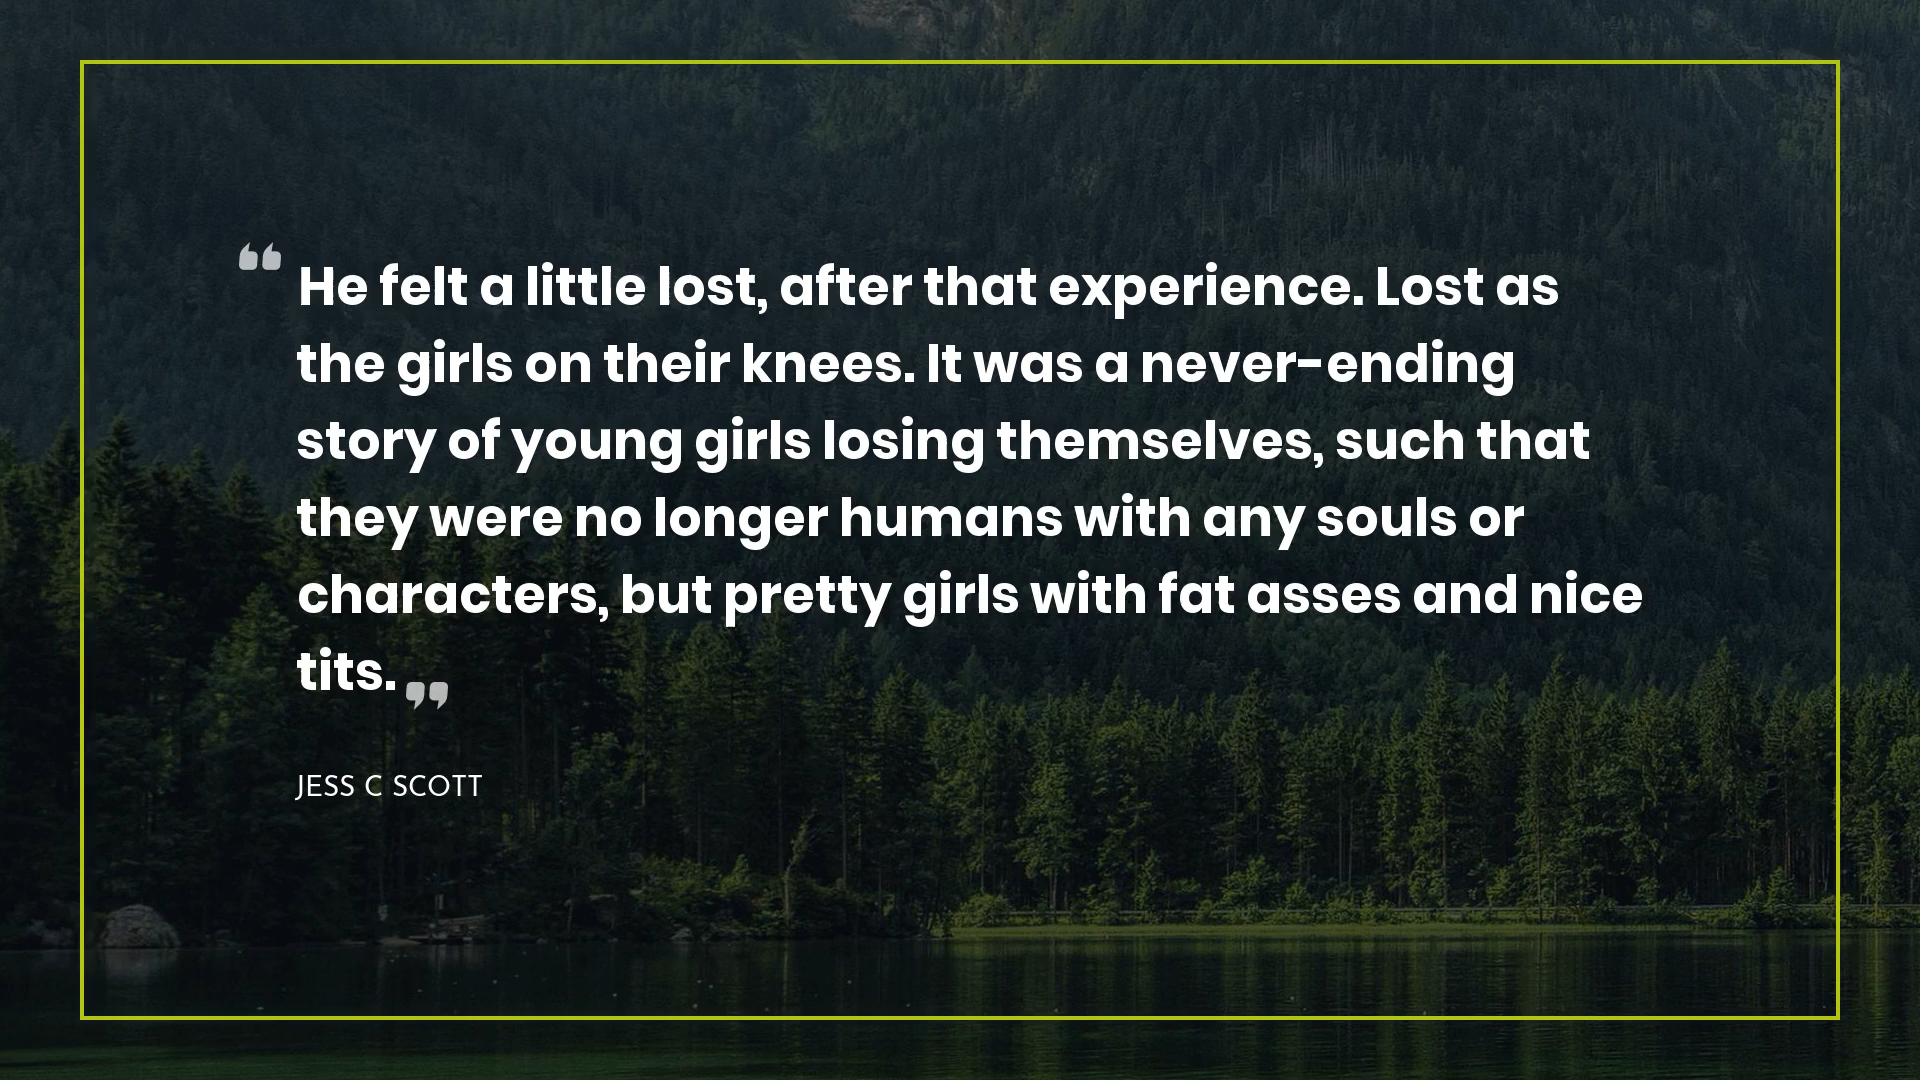 “ He felt a little lost, after that experience. Lost as
the girls on their knees. It was a never-ending
story of young girls losing themselves, such that
they were no longer humans with any souls or
characters, but pretty girls with fat asses and nice
tits. ”
JESS C SCOTT